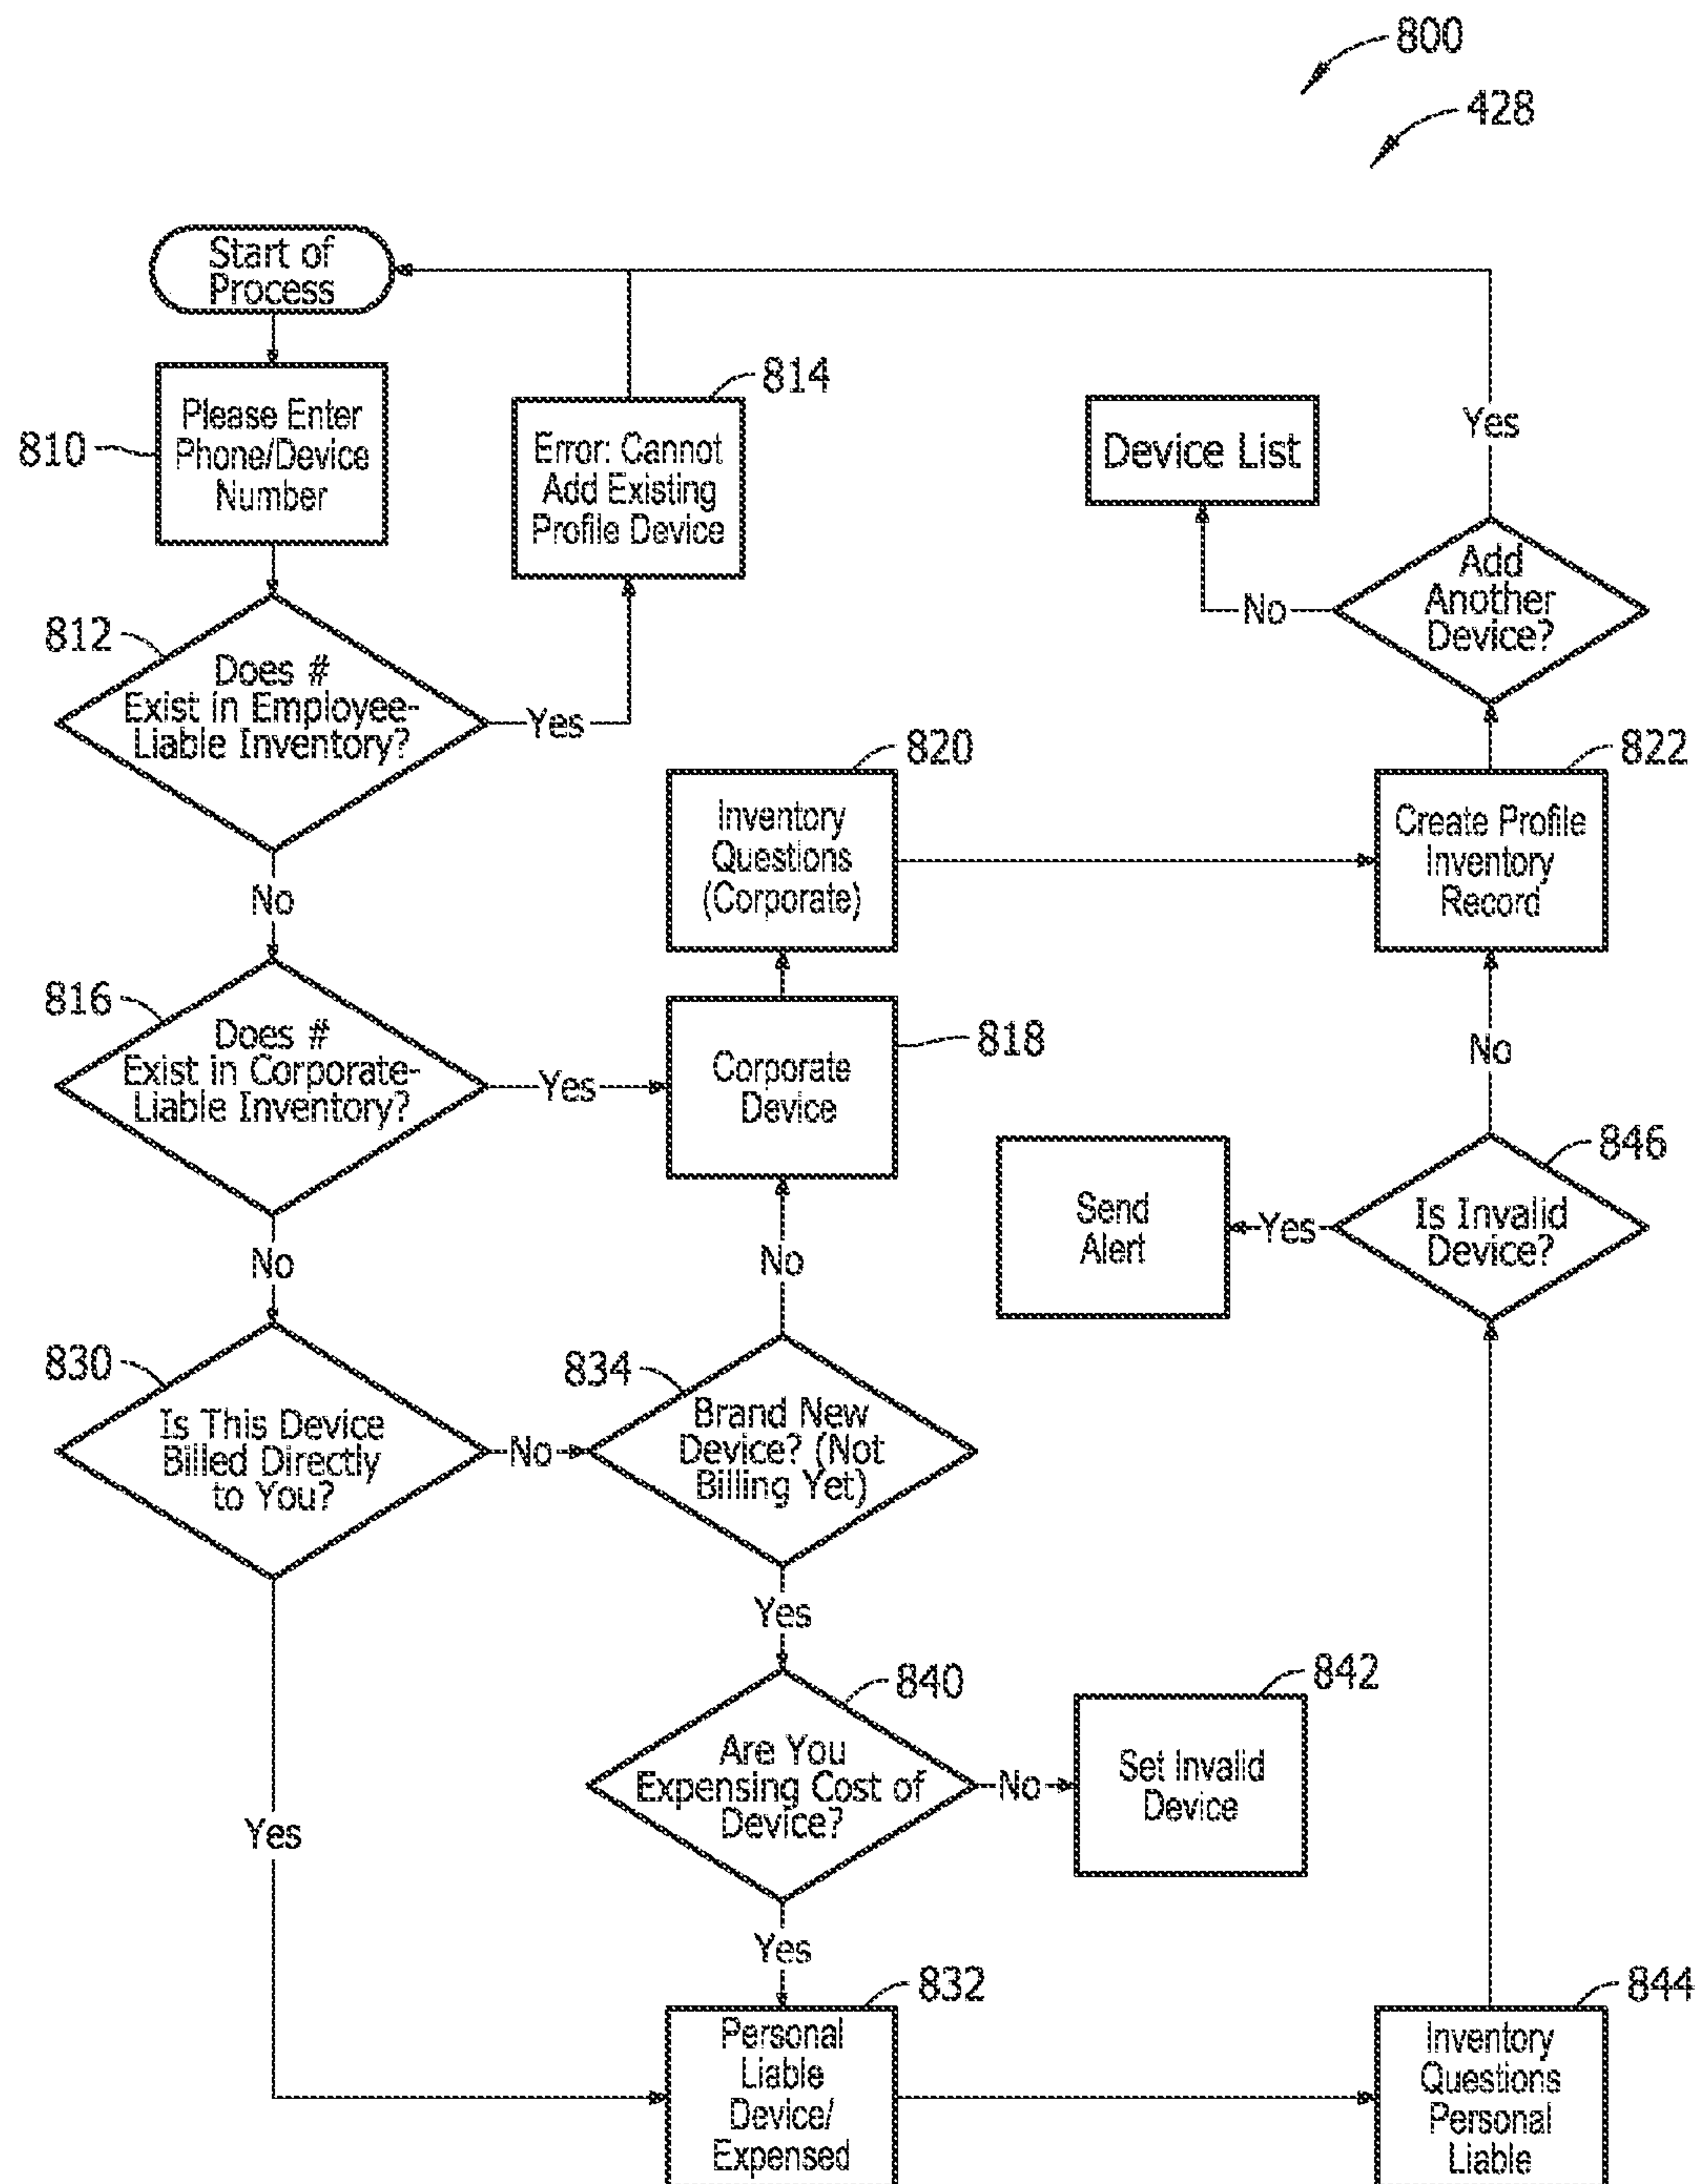 800
428
Start of
Process
810
Please Enter
Phone/Device
Number
814
Error: Cannot
Add Existing
Profile Device
Device List
Yes
Add
Another
Device?
No
812
Does #
Exist in Employee-
Liable Inventory?
Yes
No
820
Inventory
Questions
(Corporate)
822
Create Profile
Inventory
Record
816
Does #
Exist in Corporate-
Liable Inventory?
Yes
818
Corporate
Device
No
846
Is Invalid
Device?
Yes
Send
Alert
No
No
830
Is This Device
Billed Directly
to You?
No
834
Brand New
Device? (Not
Billing Yet)
Yes
840
Are You
Expensing Cost of
Device?
No
842
Set Invalid
Device
Yes
Yes
832
Personal
Liable
Device/
Expensed
844
Inventory
Questions
Personal
Liable